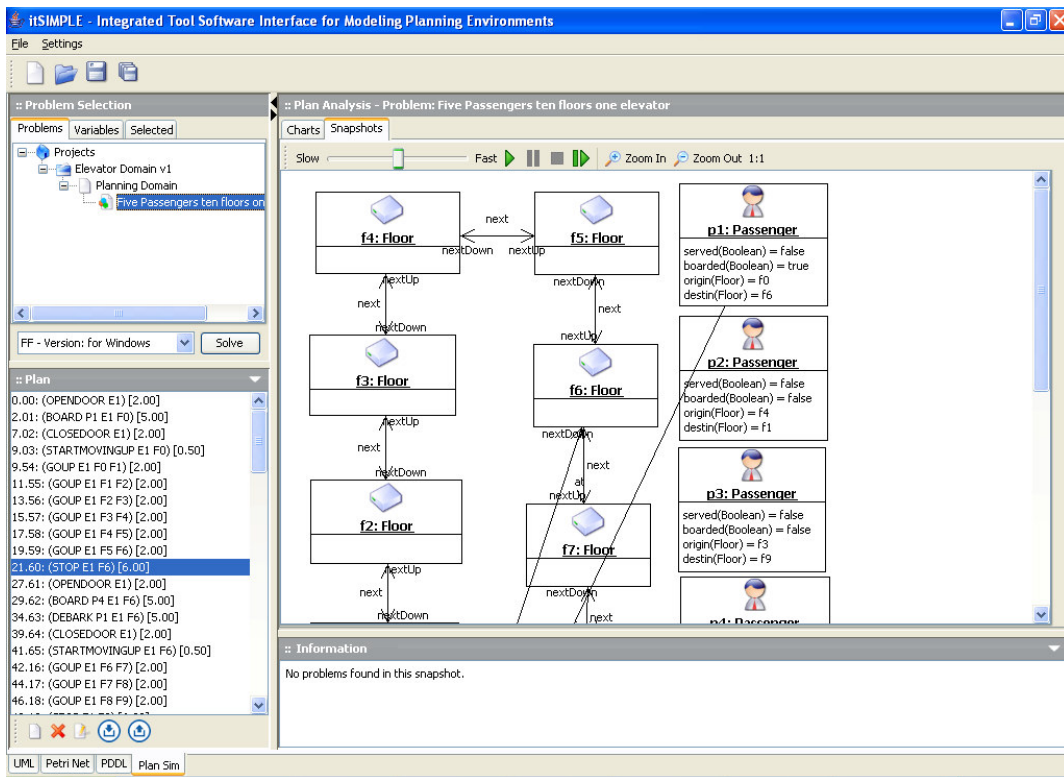 itSIMPLE - Integrated Tool Software Interface for Modeling Planning Environments
File Settings
:: Problem Selection
Problems Variables Selected
Projects
Elevator Domain v1
Planning Domain
Five Passengers ten floors on
FF - Version: for Windows Solve
:: Plan
0.00: (OPENDOOR E1) [2.00]
2.01: (BOARD P1 E1 F0) [5.00]
7.02: (CLOSEDOOR E1) [2.00]
9.03: (STARTMOVINGUP E1 F0) [0.50]
9.54: (GOUP E1 F0 F1) [2.00]
11.55: (GOUP E1 F1 F2) [2.00]
13.56: (GOUP E1 F2 F3) [2.00]
15.57: (GOUP E1 F3 F4) [2.00]
17.58: (GOUP E1 F4 F5) [2.00]
19.59: (GOUP E1 F5 F6) [2.00]
21.60: (STOP E1 F6) [6.00]
27.61: (OPENDOOR E1) [2.00]
29.62: (BOARD P4 E1 F6) [5.00]
34.63: (DEBARK P1 E1 F6) [5.00]
39.64: (CLOSEDOOR E1) [2.00]
41.65: (STARTMOVINGUP E1 F6) [0.50]
42.16: (GOUP E1 F6 F7) [2.00]
44.17: (GOUP E1 F7 F8) [2.00]
46.18: (GOUP E1 F8 F9) [2.00]
UML Petri Net PDDL Plan Sim
:: Plan Analysis - Problem: Five Passengers ten floors one elevator
Charts Snapshots
Slow Fast Zoom In Zoom Out 1:1
f4: Floor
next
nextDown nextUp
f5: Floor
nextUp
next
nextDown
nextDown
next
nextUp
f3: Floor
f6: Floor
nextUp
next
nextDown
nextDown
next
at
nextUp
f2: Floor
f7: Floor
nextUp
next
nextDown
nextDown
next
p1: Passenger
served(Boolean) = false
boarded(Boolean) = true
origin(Floor) = f0
destin(Floor) = f6
p2: Passenger
served(Boolean) = false
boarded(Boolean) = false
origin(Floor) = f4
destin(Floor) = f1
p3: Passenger
served(Boolean) = false
boarded(Boolean) = false
origin(Floor) = f3
destin(Floor) = f9
p4: Passenger
:: Information
No problems found in this snapshot.